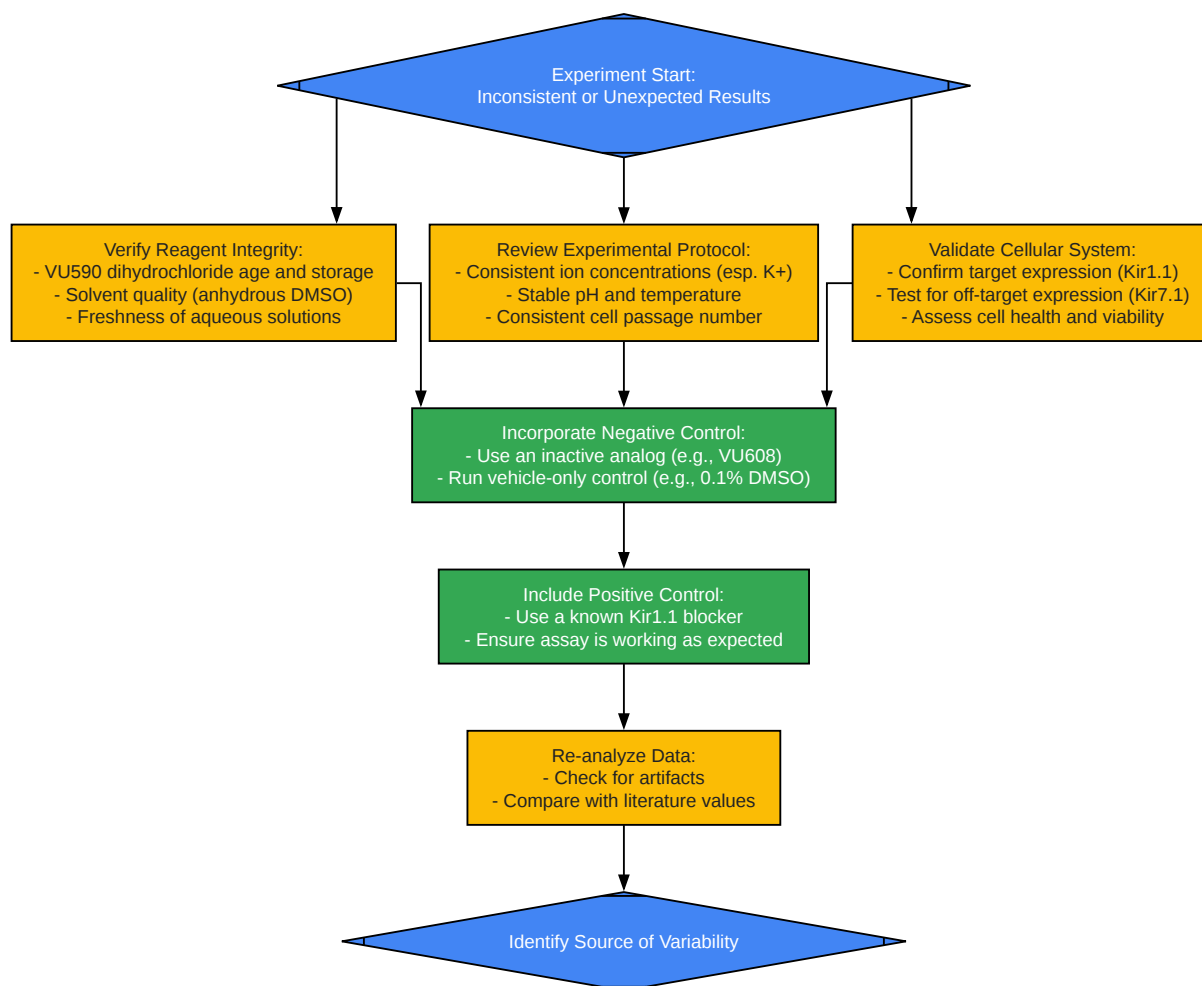 Experiment Start:
Inconsistent or Unexpected Results
Verify Reagent Integrity:
- VU590 dihydrochloride age and storage
- Solvent quality (anhydrous DMSO)
- Freshness of aqueous solutions
Review Experimental Protocol:
- Consistent ion concentrations (esp. K+)
- Stable pH and temperature
- Consistent cell passage number
Validate Cellular System:
- Confirm target expression (Kir1.1)
- Test for off-target expression (Kir7.1)
- Assess cell health and viability
Incorporate Negative Control:
- Use an inactive analog (e.g., VU608)
- Run vehicle-only control (e.g., 0.1% DMSO)
Include Positive Control:
- Use a known Kir1.1 blocker
- Ensure assay is working as expected
Re-analyze Data:
- Check for artifacts
- Compare with literature values
Identify Source of Variability